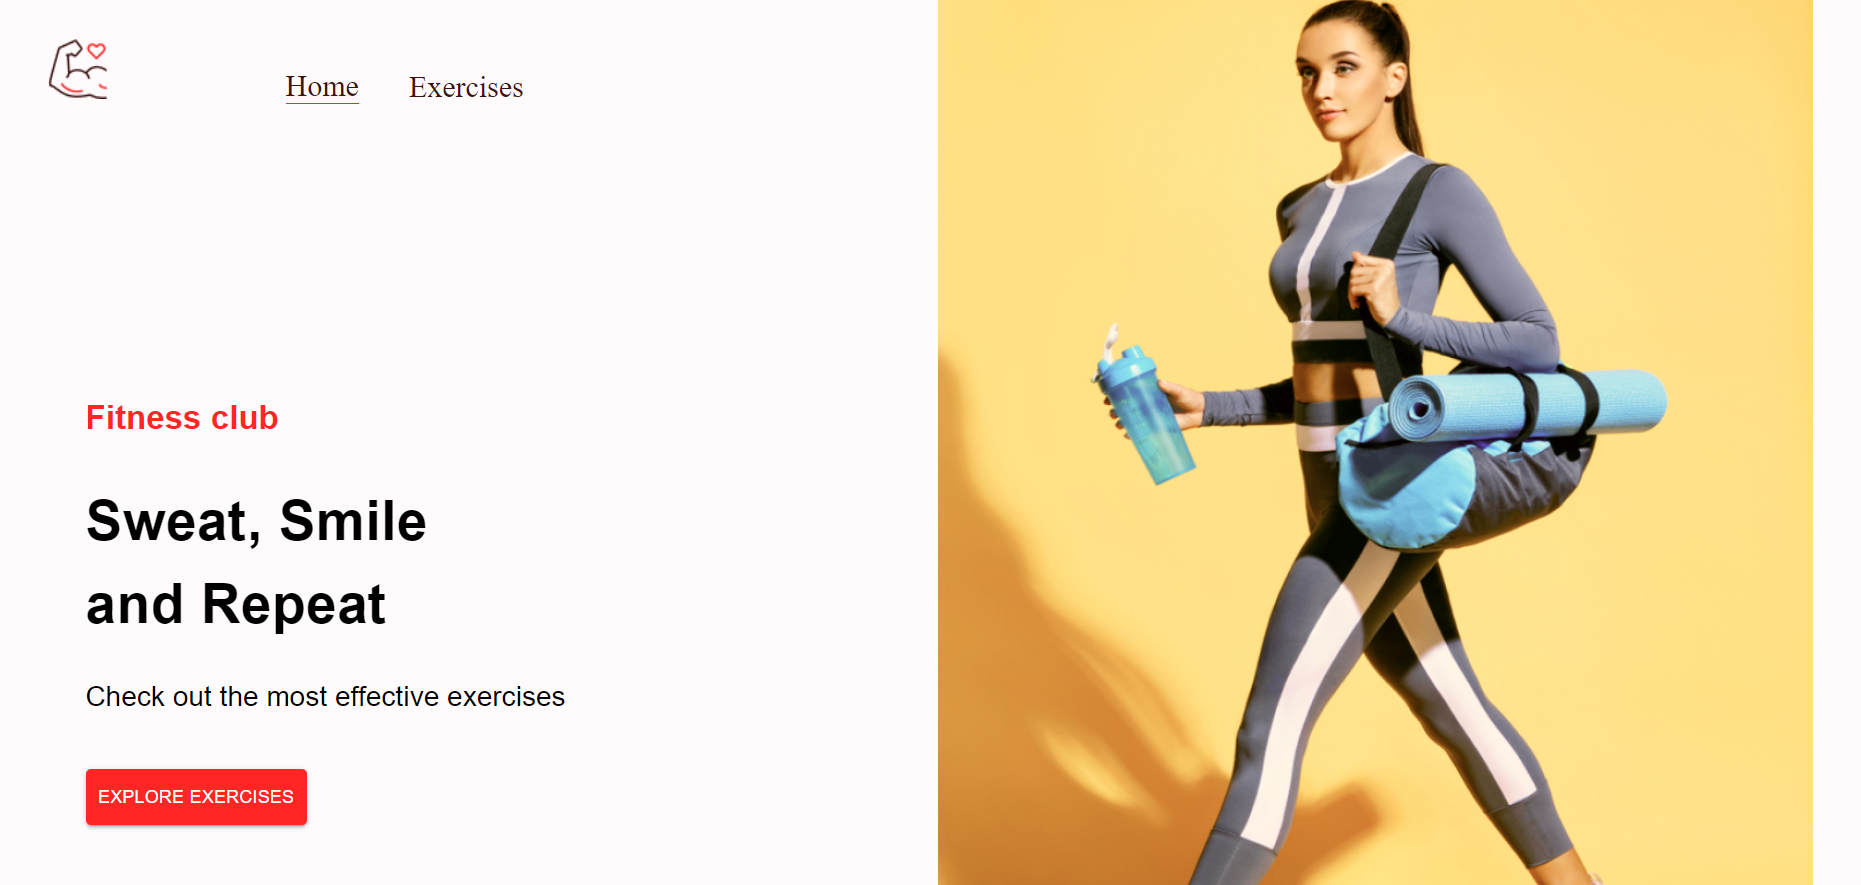 Home Exercises
Fitness club
Sweat, Smile
and Repeat
Check out the most effective exercises
EXPLORE EXERCISES